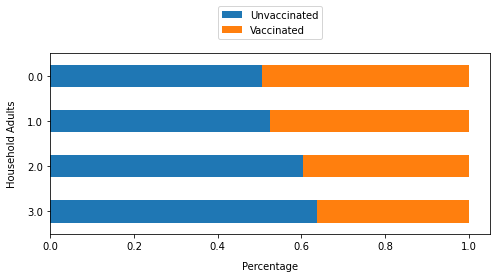 Unvaccinated
Vaccinated
Household Adults
0.0
1.0
2.0
3.0
0.0 0.2 0.4 0.6 0.8 1.0
Percentage